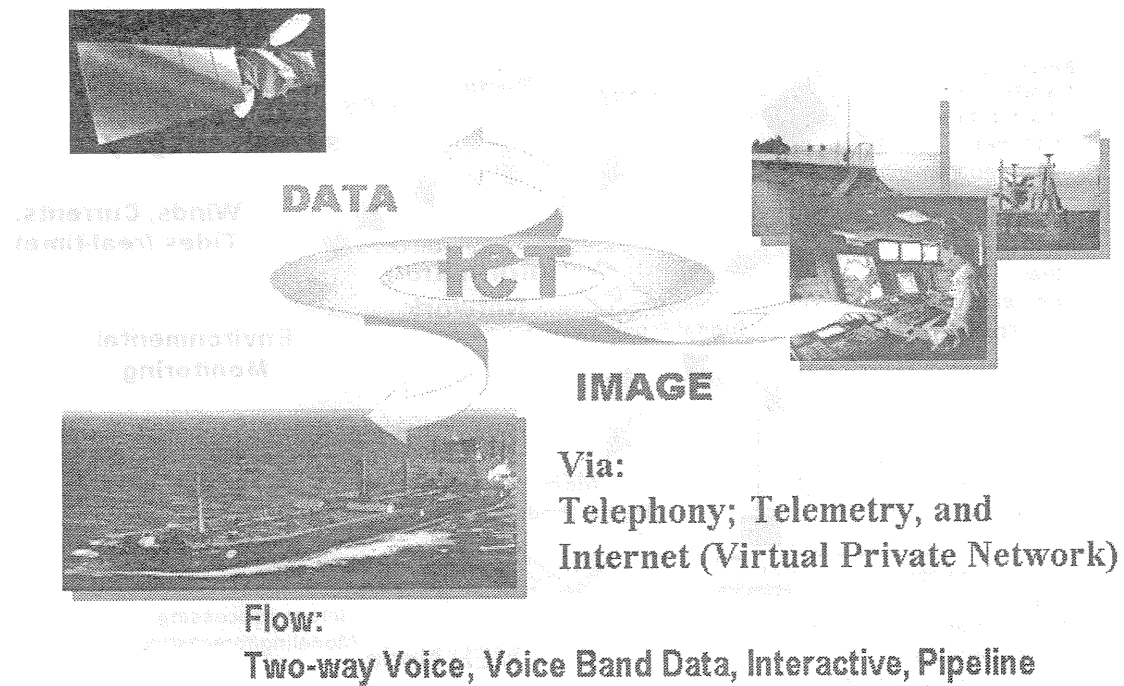 DATA
ICT
IMAGE
Via:
Telephony; Telemetry, and
Internet (Virtual Private Network)
Flow:
Two-way Voice, Voice Band Data, Interactive, Pipeline
Winds, Currents,
Tides (real-time)
Environmental
Monitoring